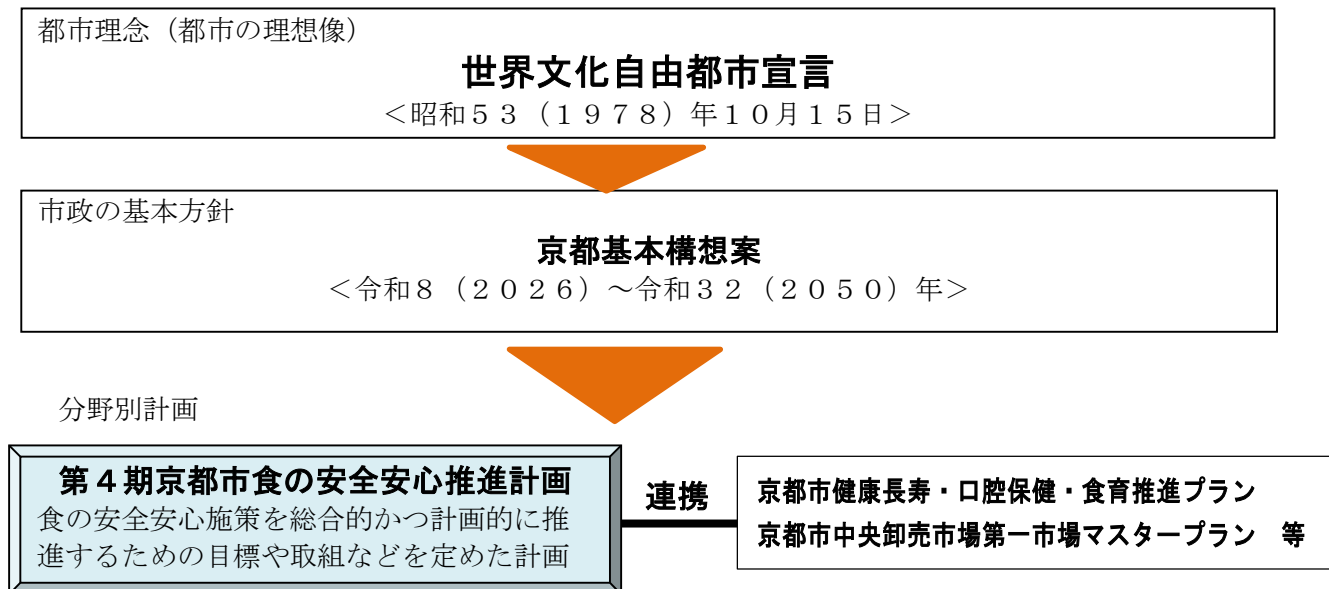 都市理念（都市の理想像）
世界文化自由都市宣言
＜昭和５３（１９７８）年１０月１５日＞
市政の基本方針
京都基本構想案
＜令和８（２０２６）～令和３２（２０５０）年＞
分野別計画
第４期京都市食の安全安心推進計画
食の安全安心施策を総合的かつ計画的に推
進するための目標や取組などを定めた計画
連携
京都市健康長寿・口腔保健・食育推進プラン
京都市中央卸売市場第一市場マスタープラン　等